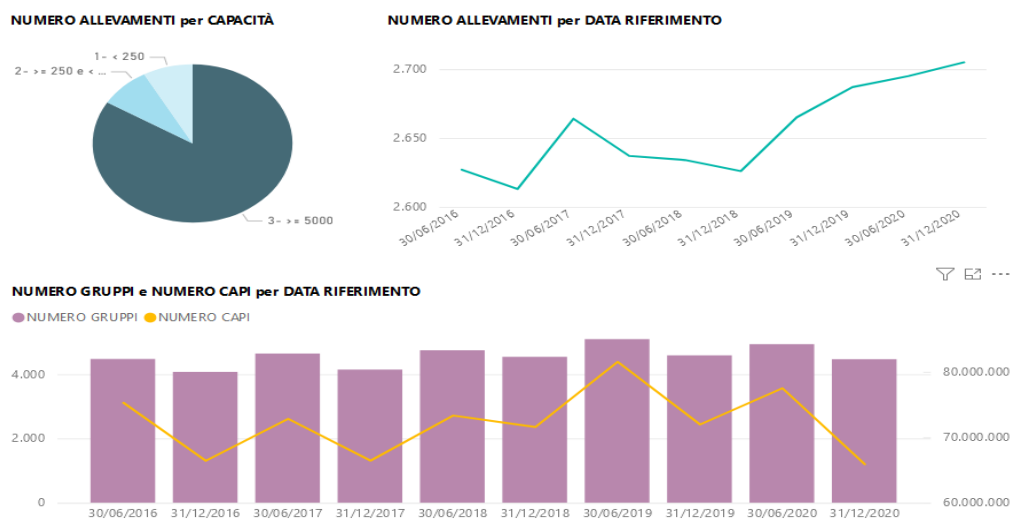 NUMERO ALLEVAMENTI per CAPACITÀ
1- < 250
2- >= 250 e < ...
3- >= 5000
NUMERO ALLEVAMENTI per DATA RIFERIMENTO
2.700
2.650
2.600
30/06/2016
31/12/2016
30/06/2017
31/12/2017
30/06/2018
31/12/2018
30/06/2019
31/12/2019
30/06/2020
31/12/2020
NUMERO GRUPPI e NUMERO CAPI per DATA RIFERIMENTO
NUMERO GRUPPI NUMERO CAPI
4.000
2.000
0
80.000.000
70.000.000
60.000.000
30/06/2016 31/12/2016 30/06/2017 31/12/2017 30/06/2018 31/12/2018 30/06/2019 31/12/2019 30/06/2020 31/12/2020